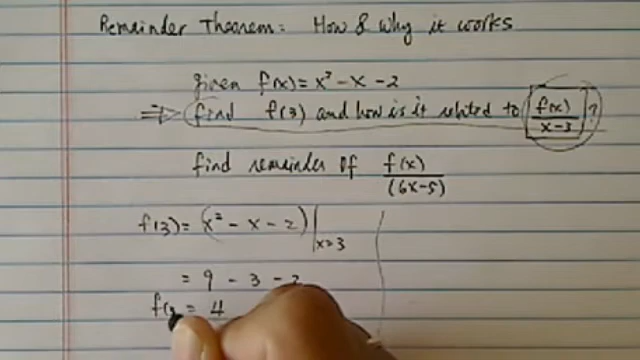 Remainder Theorem: How & why it works
given f(x) = x² - x - 2
⇒ find f(3) and how is it related to f(x)/(x-3) ?
find remainder of f(x)/(6x-5)
f(3) = (x² - x - 2)|x=3
= 9 - 3 - 2
= 4